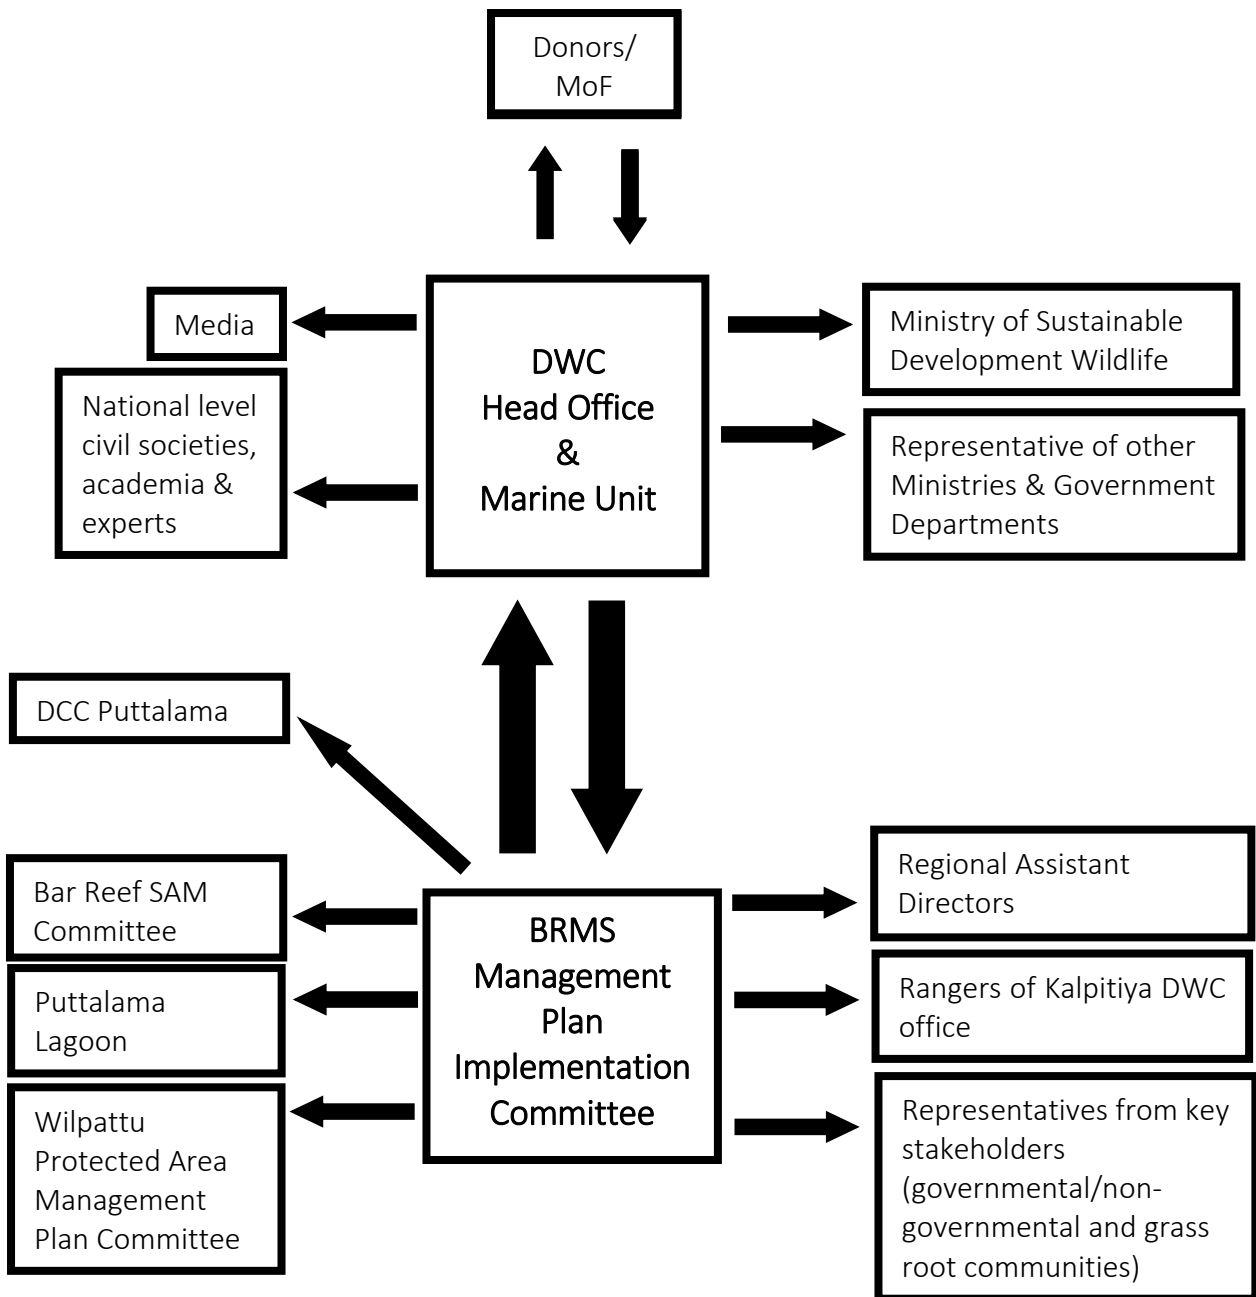 Donors/
MoF
Media
National level
civil societies,
academia &
experts
DWC
Head Office
&
Marine Unit
Ministry of Sustainable
Development Wildlife
Representative of other
Ministries & Government
Departments
DCC Puttalama
Bar Reef SAM
Committee
Puttalama
Lagoon
Wilpattu
Protected Area
Management
Plan Committee
BRMS
Management
Plan
Implementation
Committee
Regional Assistant
Directors
Rangers of Kalpitiya DWC
office
Representatives from key
stakeholders
(governmental/non-
governmental and grass
root communities)